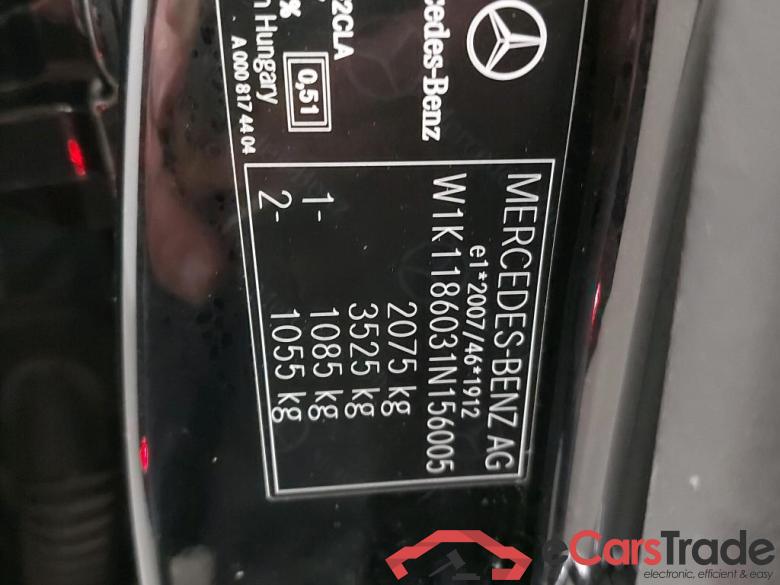 MERCEDES-BENZ AG
e1*2007/46*1912
W1K1186031N156005
2075 kg
3525 kg
1- 1085 kg
2- 1055 kg
Mercedes-Benz
2CLA
%
n Hungary
0,51
A 000 817 44 04
eCarsTrade
electronic, efficient & easy